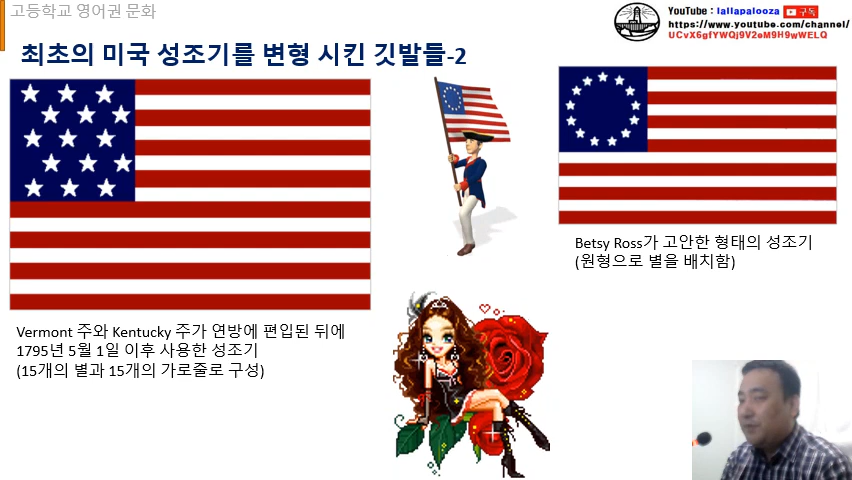 고등학교 영어권 문화
YouTube : lallapalooza 구독
https://www.youtube.com/channel/
UCvX6gfYWQj9V2eM9H9wWELQ
최초의 미국 성조기를 변형 시킨 깃발들-2
Betsy Ross가 고안한 형태의 성조기
(원형으로 별을 배치함)
Vermont 주와 Kentucky 주가 연방에 편입된 뒤에
1795년 5월 1일 이후 사용한 성조기
(15개의 별과 15개의 가로줄로 구성)